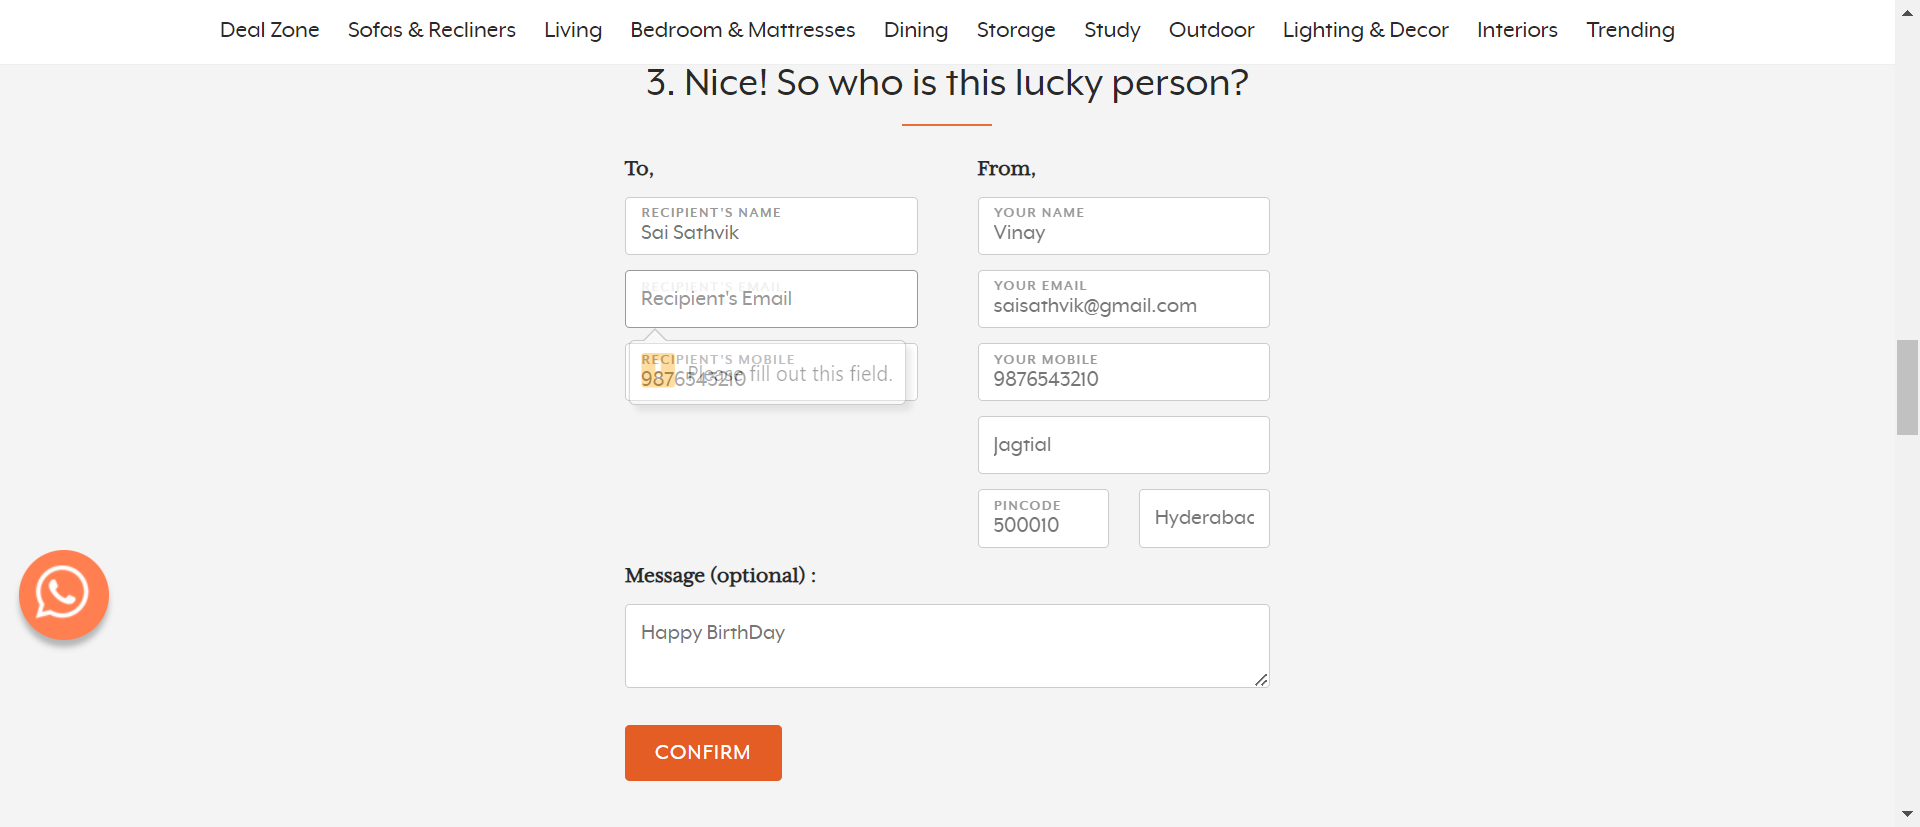 Deal Zone Sofas & Recliners Living Bedroom & Mattresses Dining Storage Study Outdoor Lighting & Decor Interiors Trending
3. Nice! So who is this lucky person?
To,
RECIPIENT'S NAME
Sai Sathvik
RECIPIENT'S EMAIL
Recipient's Email
RECIPIENT'S MOBILE
9876543210
Please fill out this field.
From,
YOUR NAME
Vinay
YOUR EMAIL
saisathvik@gmail.com
YOUR MOBILE
9876543210
Jagtial
PINCODE
500010
Hyderabac
Message (optional) :
Happy BirthDay
CONFIRM